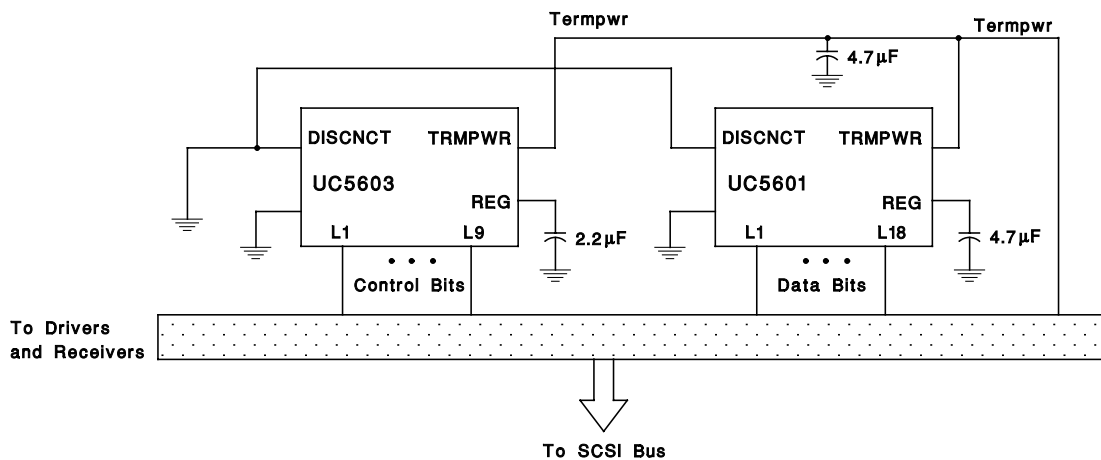 Termpwr
Termpwr
4.7µF
DISCNCT TRMPWR
UC5603
REG
L1 L9
2.2µF
• • •
Control Bits
DISCNCT TRMPWR
UC5601
REG
L1 L18
4.7µF
• • •
Data Bits
To Drivers
and Receivers
To SCSI Bus